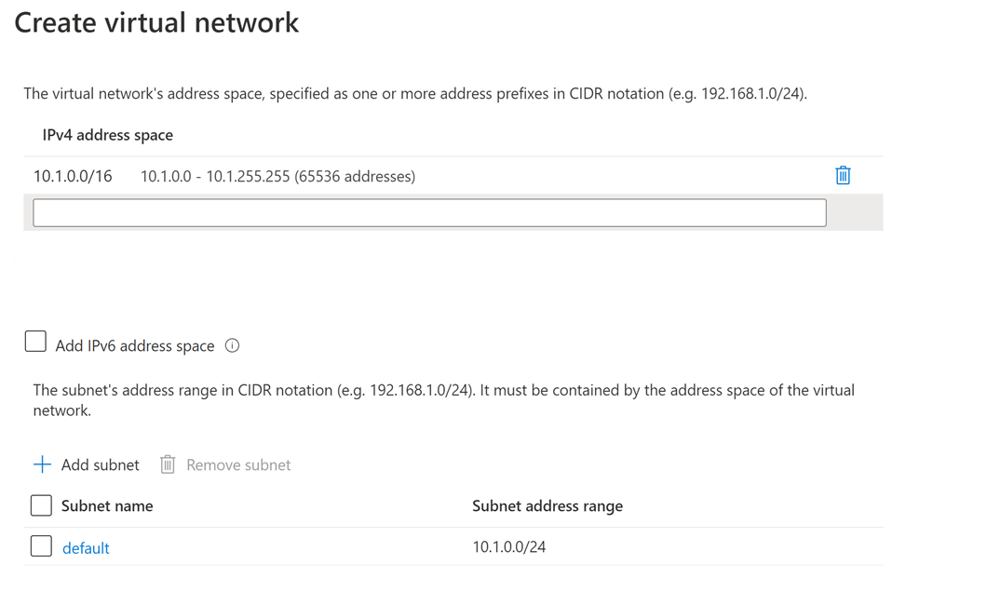 Create virtual network
The virtual network's address space, specified as one or more address prefixes in CIDR notation (e.g. 192.168.1.0/24).
IPv4 address space
10.1.0.0/16 10.1.0.0 - 10.1.255.255 (65536 addresses)
Add IPv6 address space
The subnet's address range in CIDR notation (e.g. 192.168.1.0/24). It must be contained by the address space of the virtual
network.
Add subnet Remove subnet
Subnet name Subnet address range
default 10.1.0.0/24